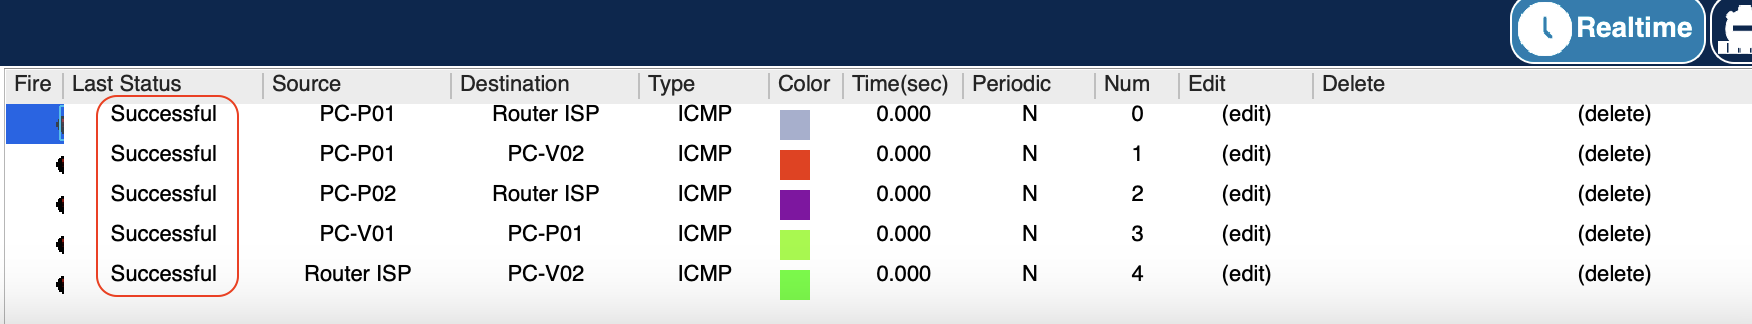 Realtime
Fire Last Status Source Destination Type Color Time(sec) Periodic Num Edit Delete
Successful PC-P01 Router ISP ICMP 0.000 N 0 (edit) (delete)
Successful PC-P01 PC-V02 ICMP 0.000 N 1 (edit) (delete)
Successful PC-P02 Router ISP ICMP 0.000 N 2 (edit) (delete)
Successful PC-V01 PC-P01 ICMP 0.000 N 3 (edit) (delete)
Successful Router ISP PC-V02 ICMP 0.000 N 4 (edit) (delete)